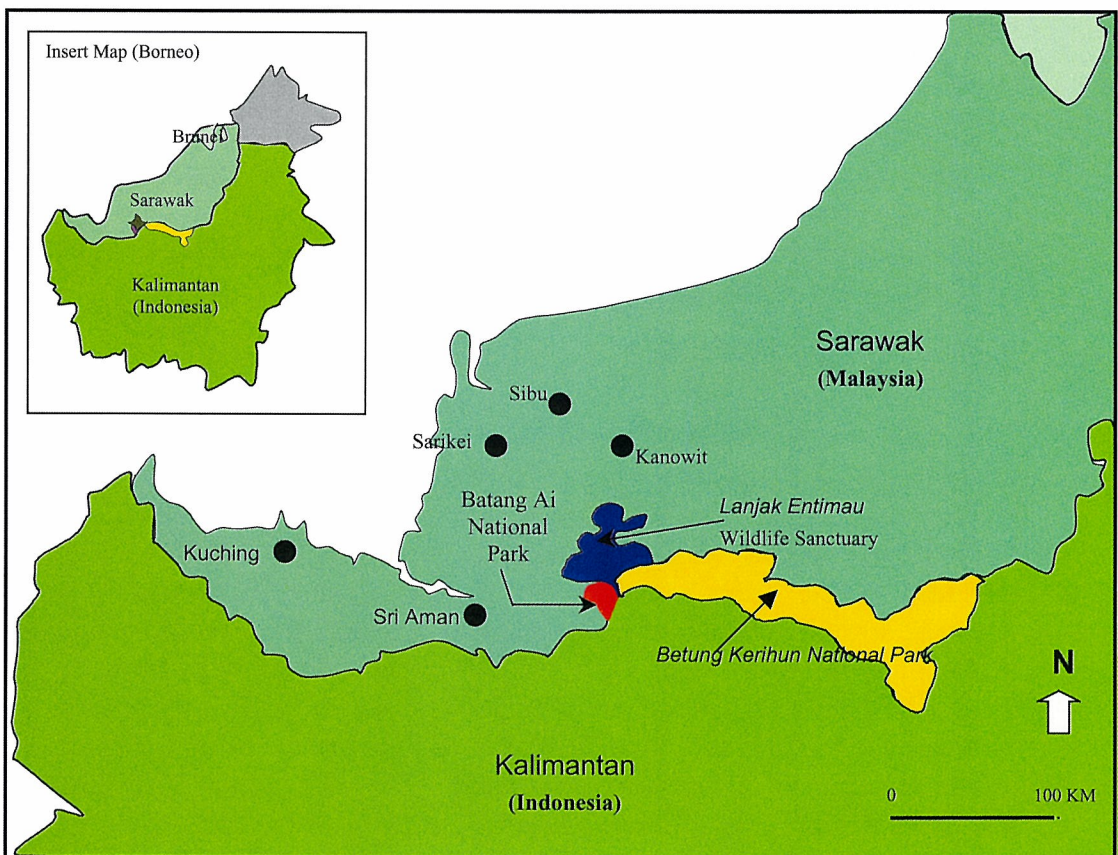 Insert Map (Borneo)
Brunei
Sarawak
Kalimantan
(Indonesia)
Sarawak
(Malaysia)
Sibu
Sarikei
Kanowit
Batang Ai
National
Park
Lanjak Entimau
Wildlife Sanctuary
Kuching
Sri Aman
Betung Kerihun National Park
N
Kalimantan
(Indonesia)
0 100 KM